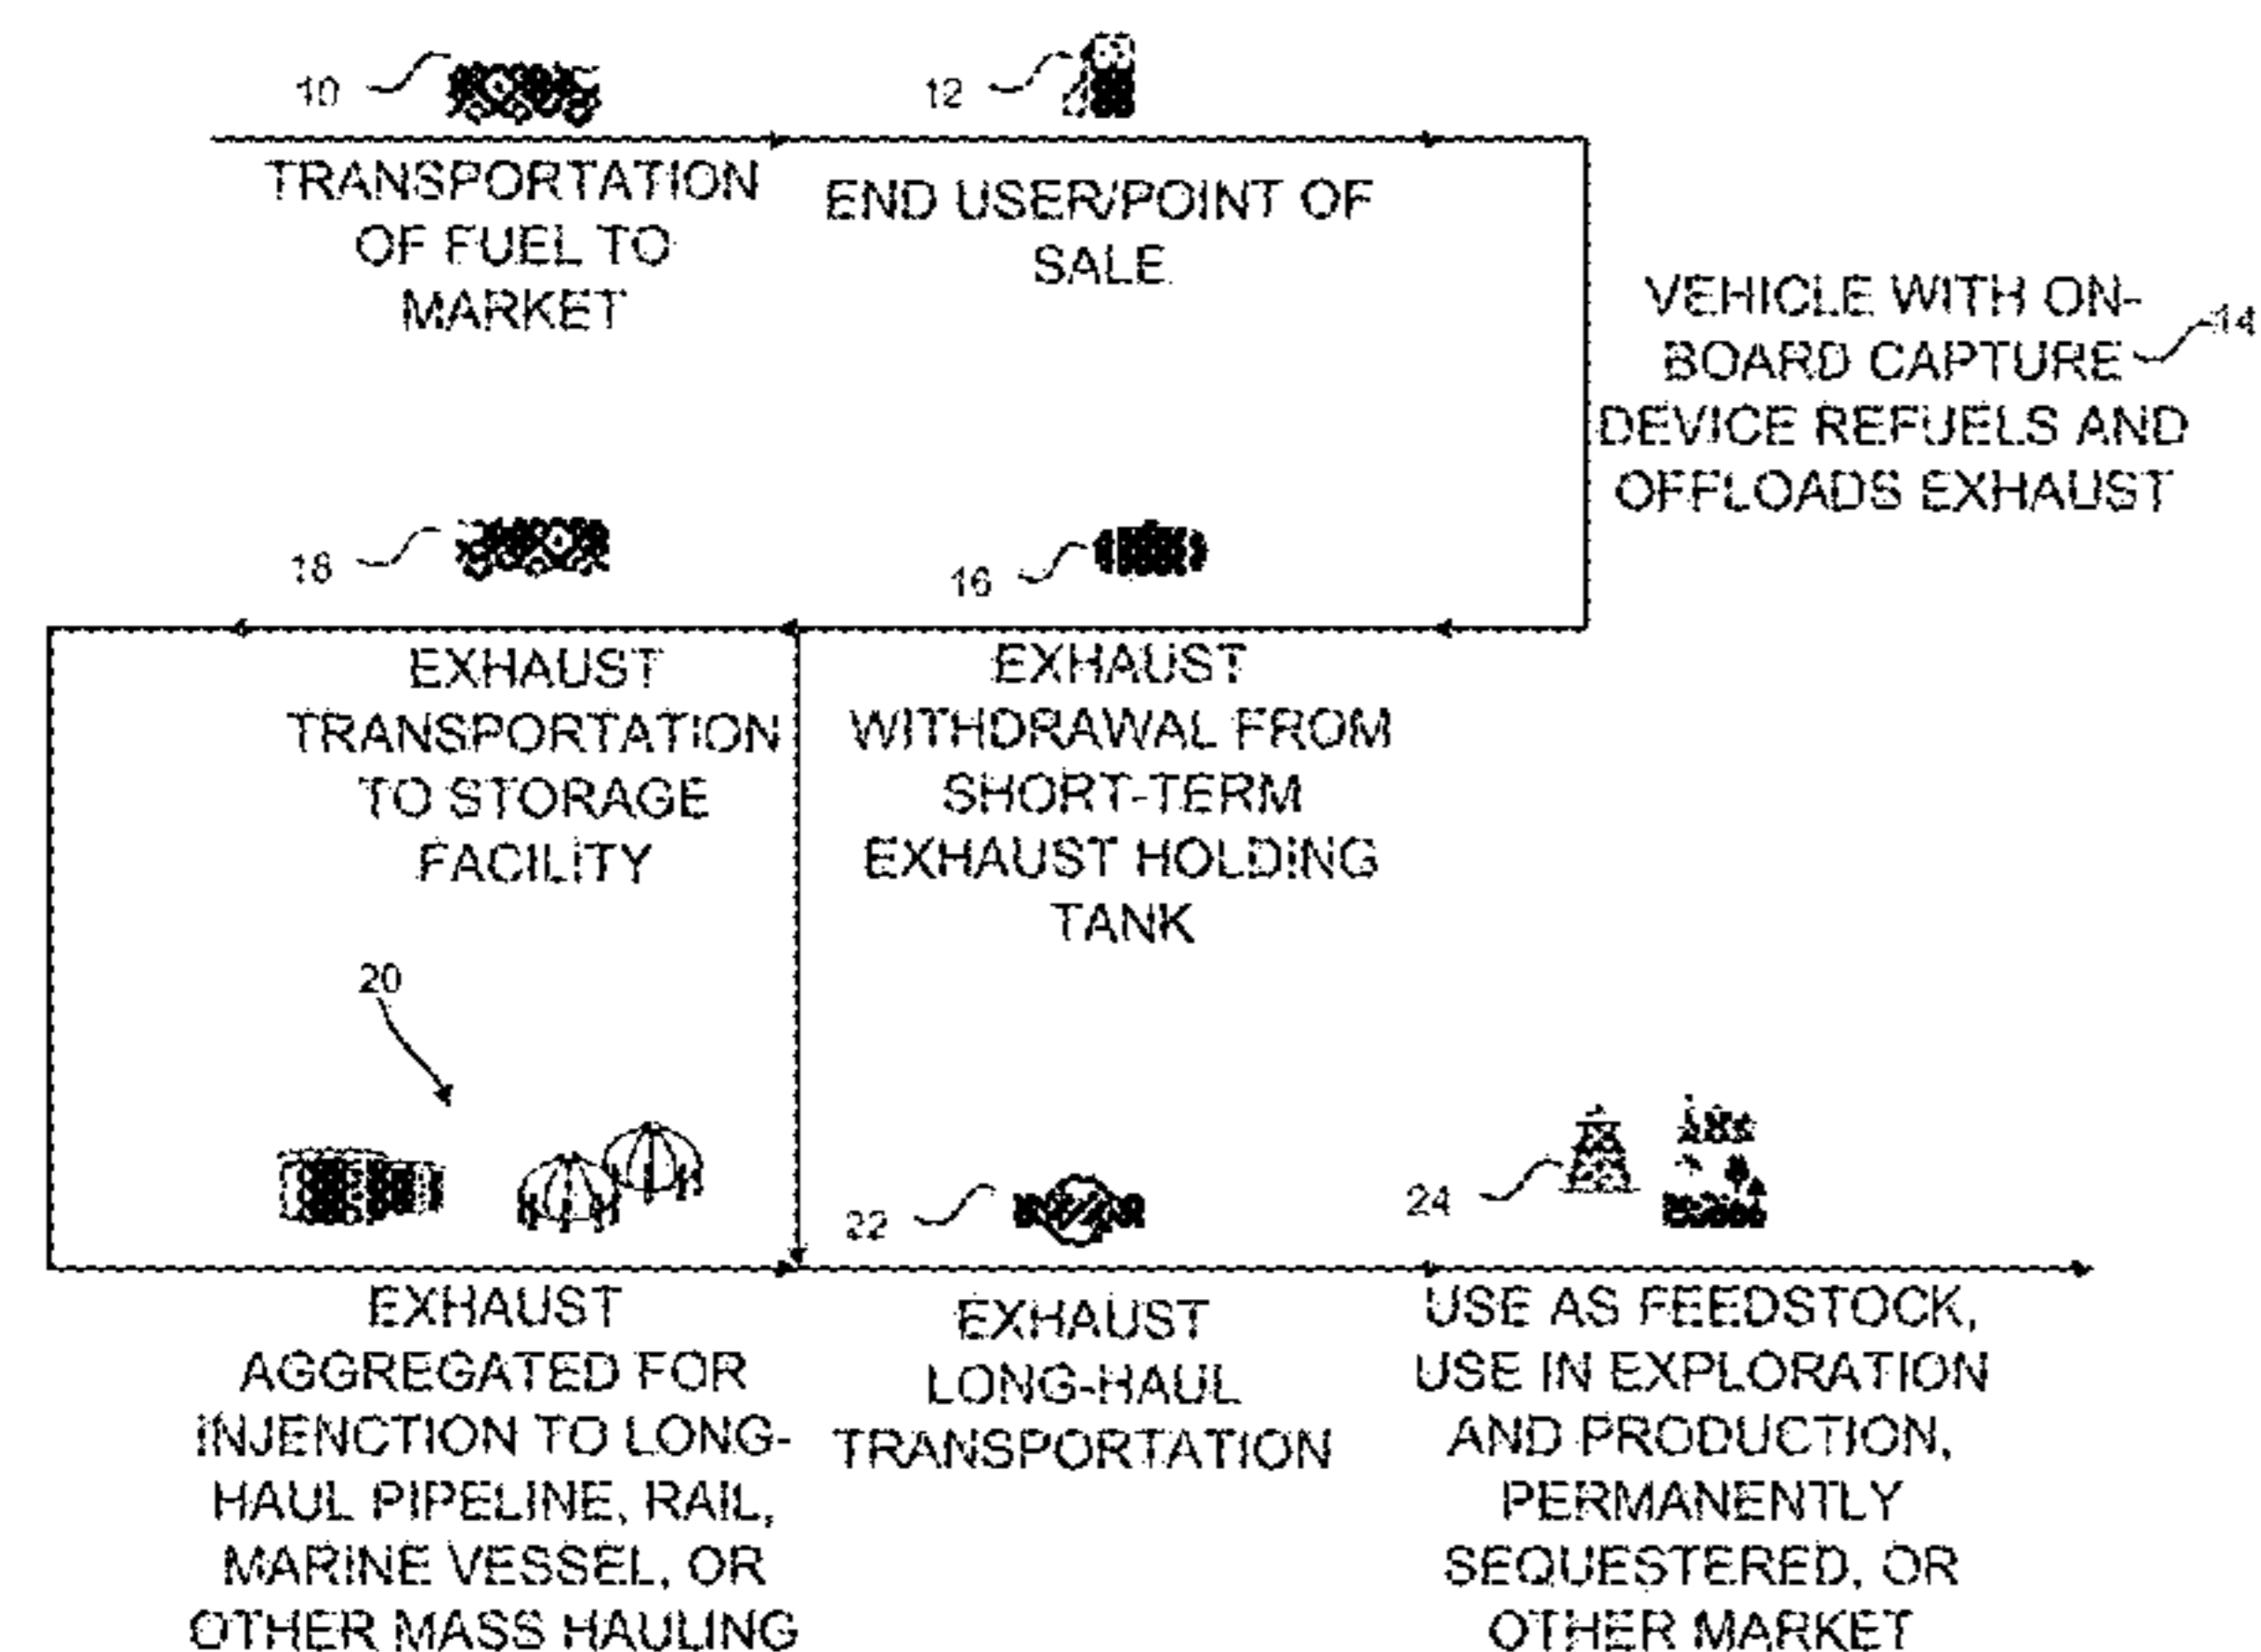 10
12
TRANSPORTATION
OF FUEL TO
MARKET
END USER/POINT OF
SALE
VEHICLE WITH ON-
BOARD CAPTURE
DEVICE REFUELS AND
OFFLOADS EXHAUST
14
18
16
EXHAUST
TRANSPORTATION
TO STORAGE
FACILITY
EXHAUST
WITHDRAWAL FROM
SHORT-TERM
EXHAUST HOLDING
TANK
20
22
24
EXHAUST
AGGREGATED FOR
INJENCTION TO LONG-
HAUL PIPELINE, RAIL,
MARINE VESSEL, OR
OTHER MASS HAULING
EXHAUST
LONG-HAUL
TRANSPORTATION
USE AS FEEDSTOCK,
USE IN EXPLORATION
AND PRODUCTION,
PERMANENTLY
SEQUESTERED, OR
OTHER MARKET